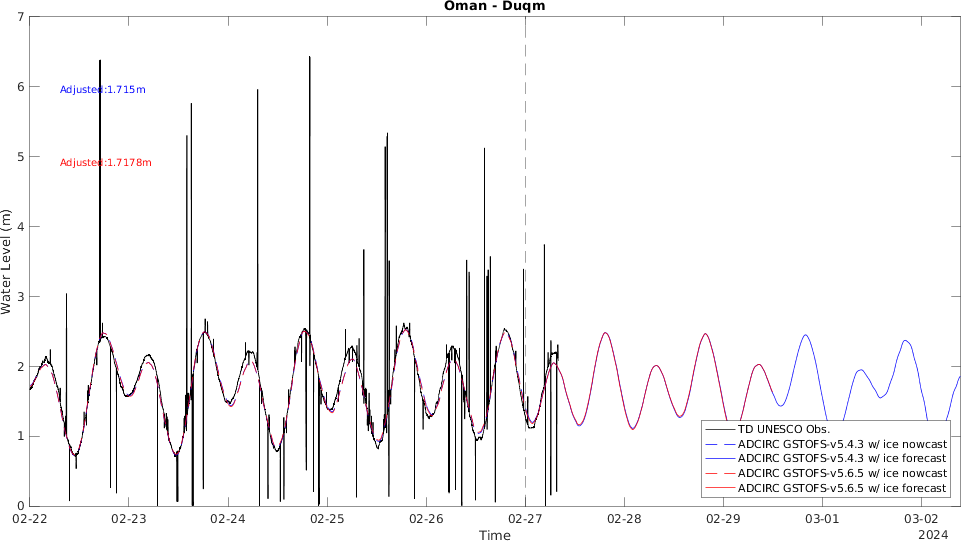 Oman - Duqm
7
6
5
4
3
2
1
0
Water Level (m)
Adjusted:1.715m
Adjusted:1.7178m
TD UNESCO Obs.
ADCIRC GSTOFS-v5.4.3 w/ ice nowcast
ADCIRC GSTOFS-v5.4.3 w/ ice forecast
ADCIRC GSTOFS-v5.6.5 w/ ice nowcast
ADCIRC GSTOFS-v5.6.5 w/ ice forecast
02-22 02-23 02-24 02-25 02-26 02-27 02-28 02-29 03-01 03-02
Time
2024